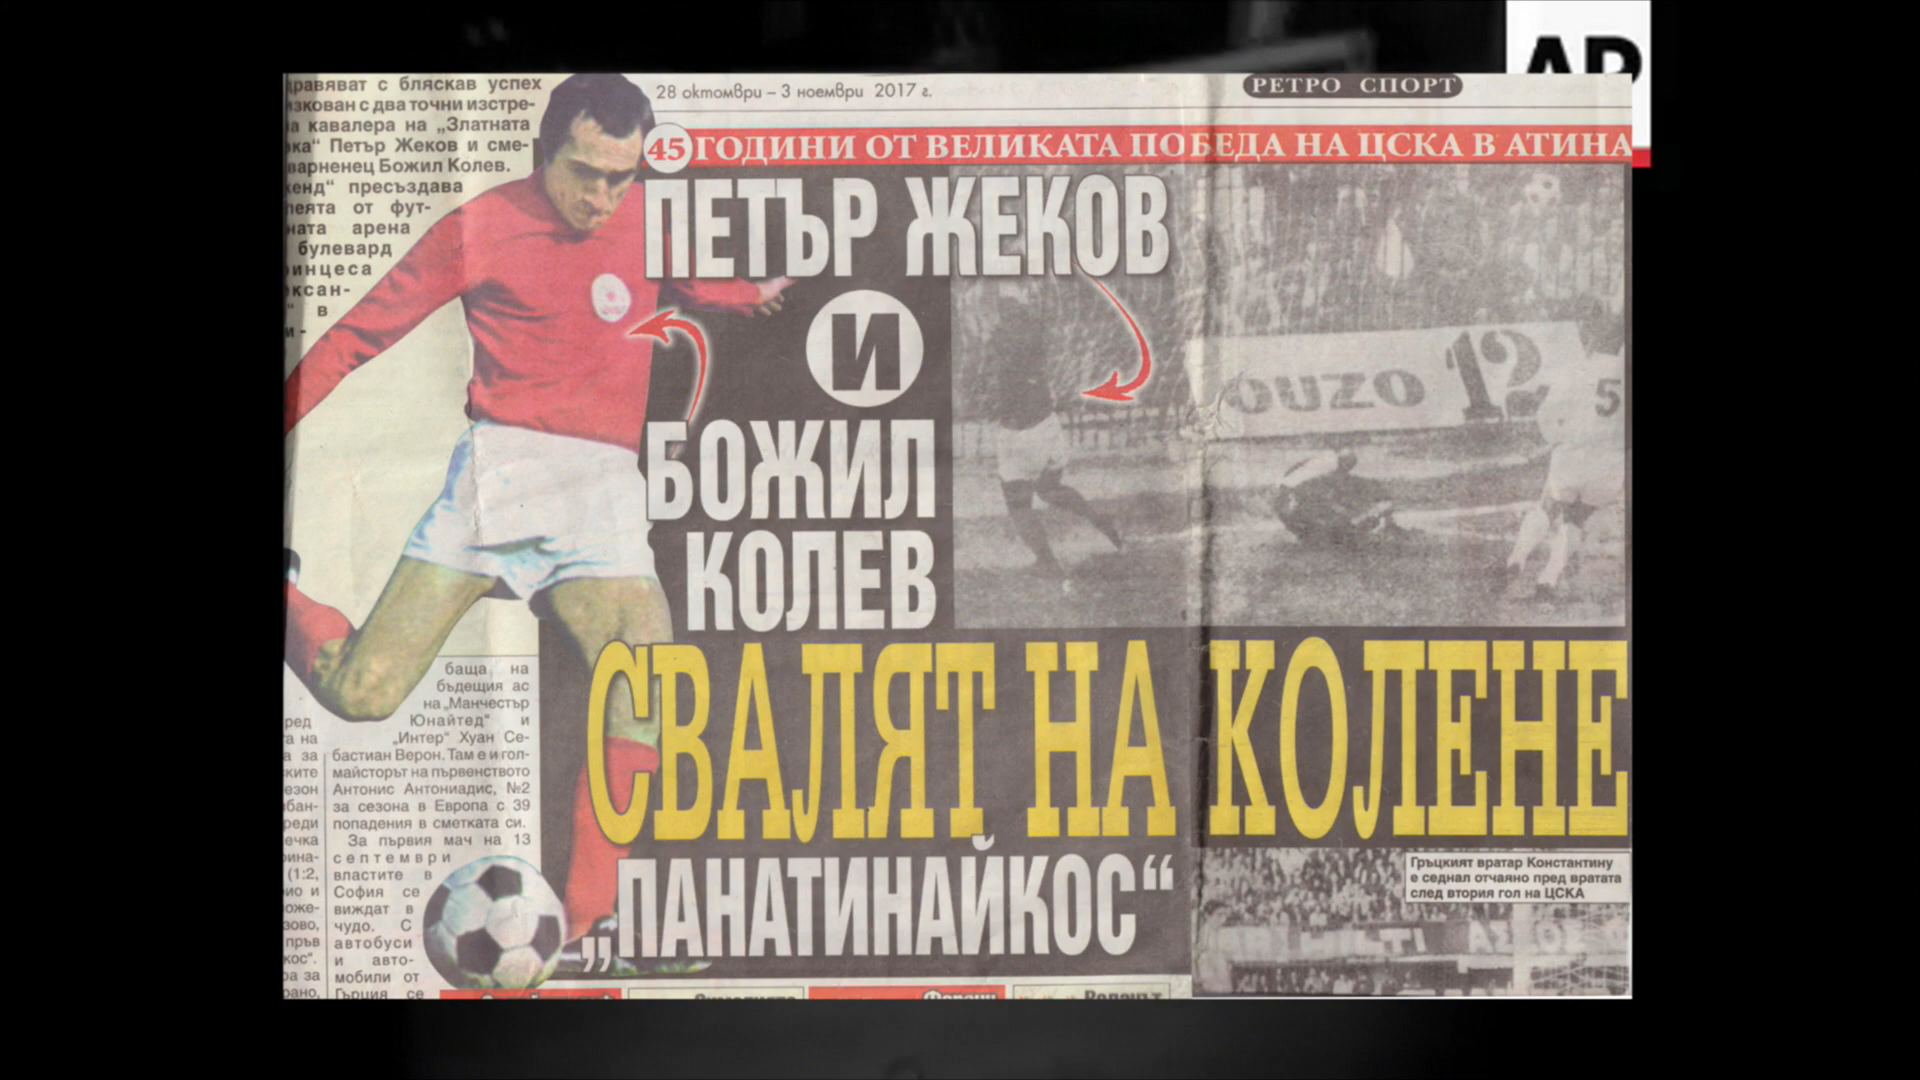 AP
28 октомври – 3 ноември 2017 г.
РЕТРО СПОРТ
45 ГОДИНИ ОТ ВЕЛИКАТА ПОБЕДА НА ЦСКА В АТИНА
с бляскав успех
с два точни изстре-
кавалера на „Златната
Петър Жеков и сме-
варненец Божил Колев.
пресъздава
от фут-
арена
булевард
в
ПЕТЪР ЖЕКОВ
И
БОЖИЛ
КОЛЕВ
OUZO 12
5
СВАЛЯТ НА КОЛЕНЕ
„ПАНАТИНАЙКОС“
баща на
бъдещия ас
на „Манчестър
Юнайтед“ и
„Интер“ Хуан Се-
бастиан Верон. Там е и гол-
майсторът на първенството
Антонис Антониадис, №2
за сезона в Европа с 39
попадения в сметката си.
За първия мач на 13
септември
властите в
София се
виждат в
чудо. С
автобуси
и авто-
мобили от
Гърция се
Гръцкият вратар Константину
е седнал отчаяно пред вратата
след втория гол на ЦСКА